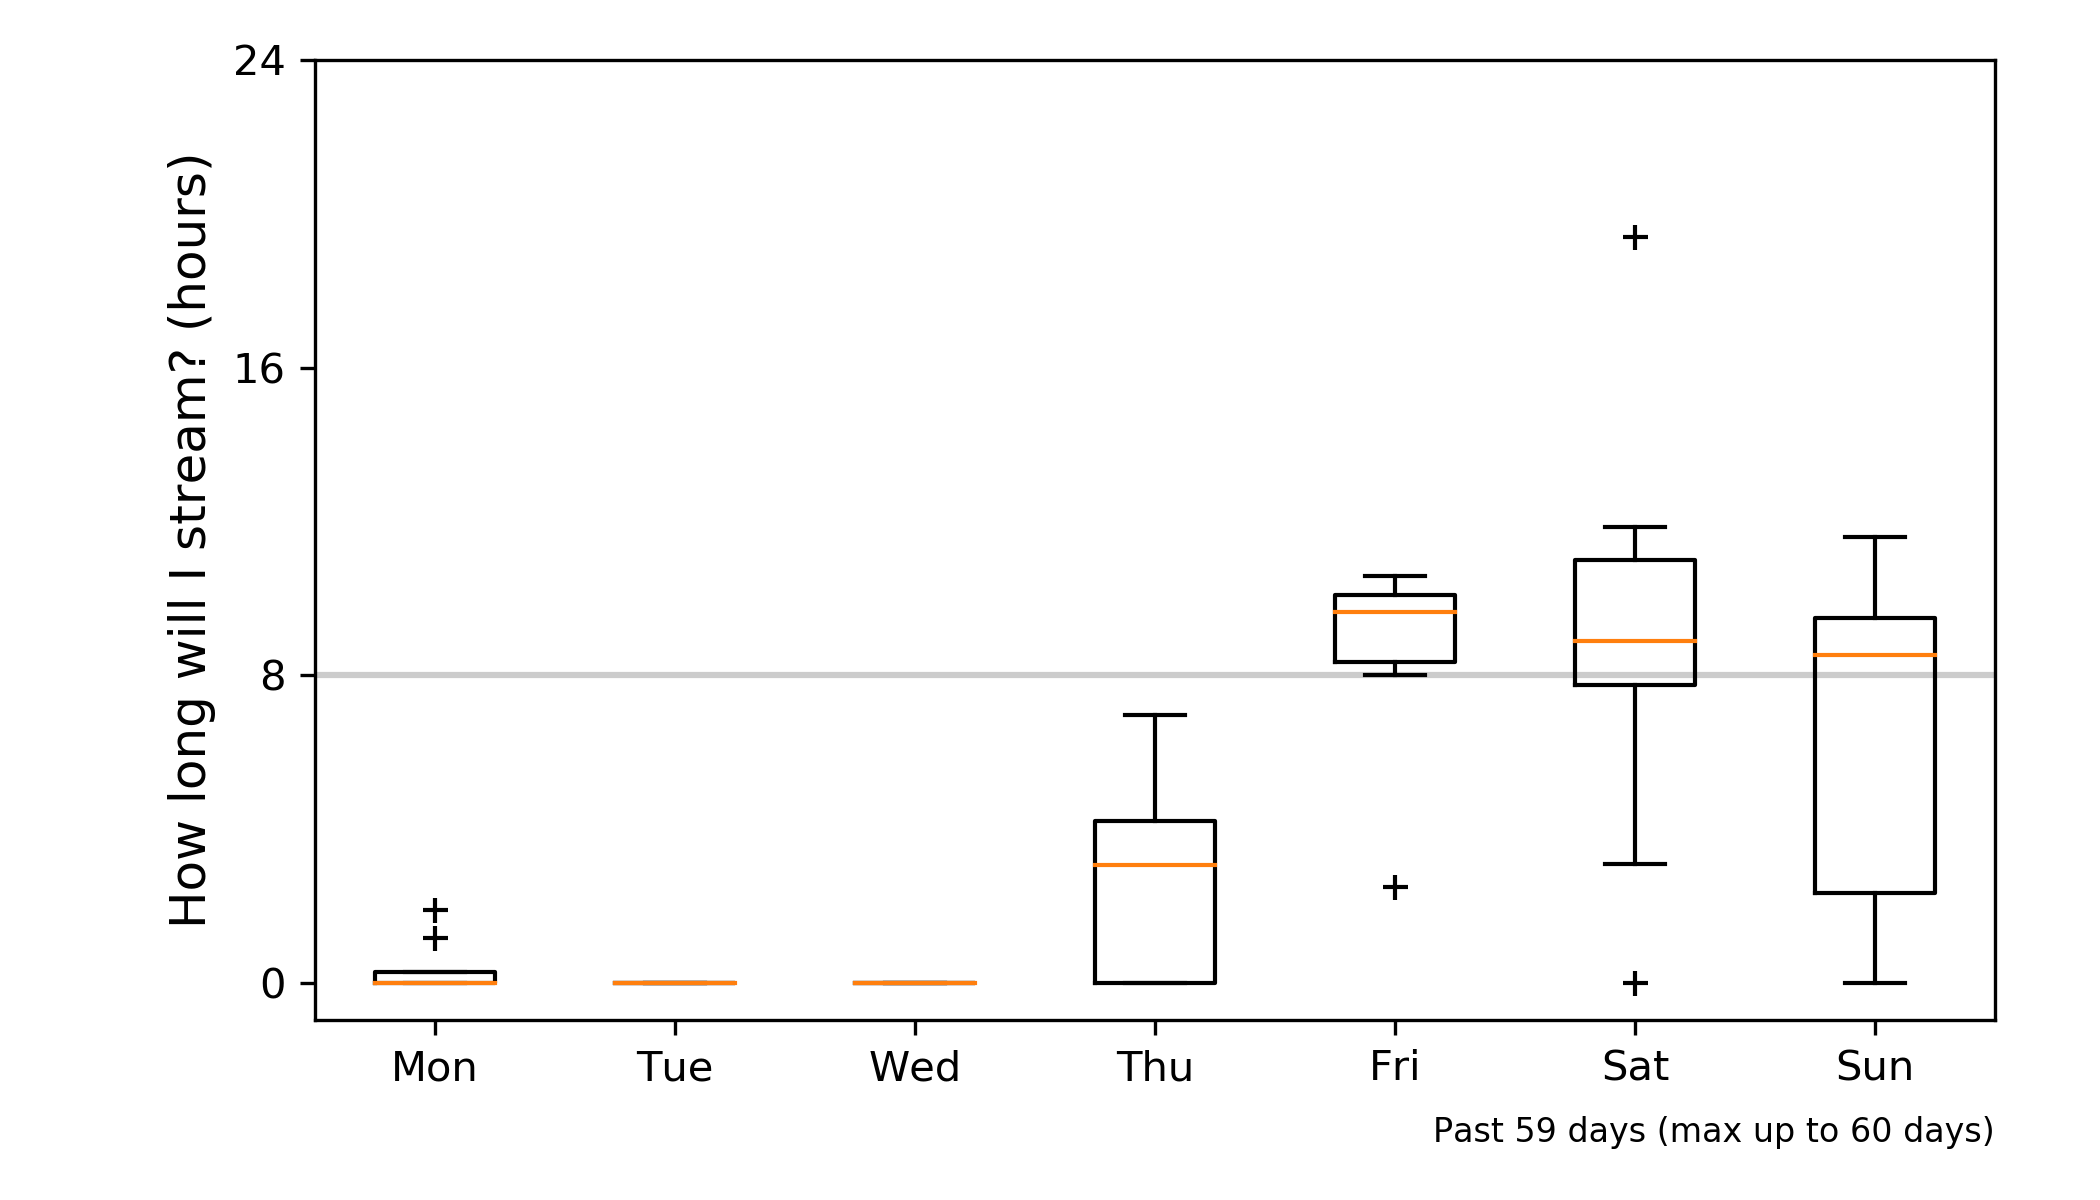 How long will I stream? (hours)
24
16
8
0
Mon Tue Wed Thu Fri Sat Sun
Past 59 days (max up to 60 days)